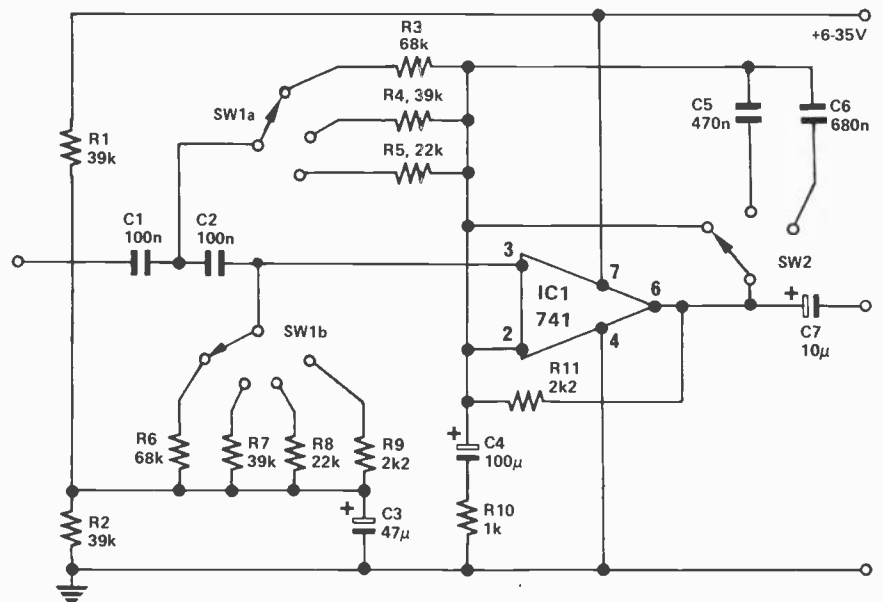 R3
68k
+6-35V
SW1a
R4, 39k
C5
470n
C6
680n
R1
39k
R5, 22k
C1
100n
C2
100n
3
7
IC1
741
6
SW2
2
4
+
C7
10μ
SW1b
R11
2k2
+
C4
100μ
R6
68k
R7
39k
R8
22k
R9
2k2
R2
39k
+
C3
47μ
R10
1k